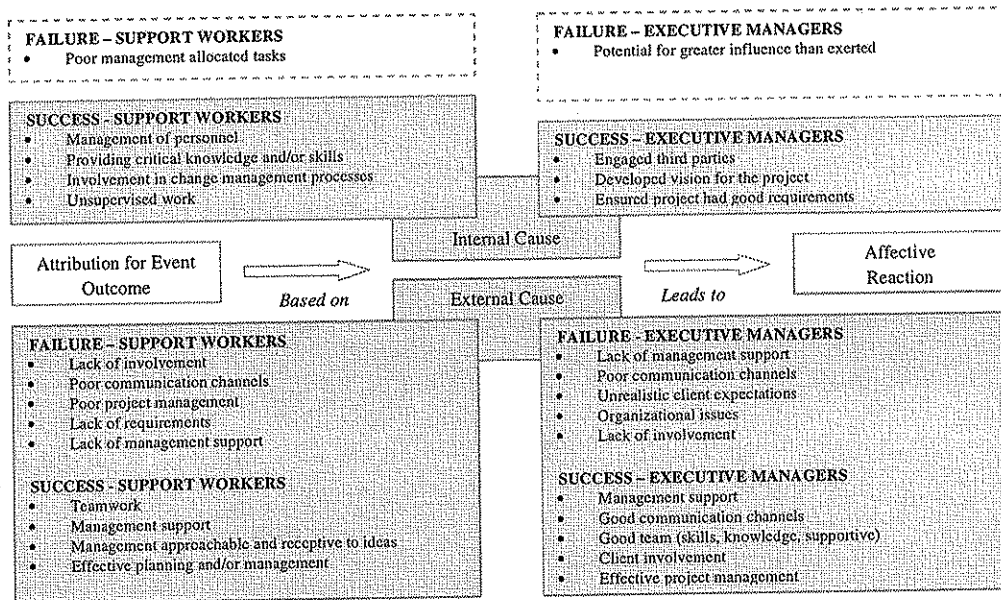 FAILURE – SUPPORT WORKERS
• Poor management allocated tasks
FAILURE – EXECUTIVE MANAGERS
• Potential for greater influence than exerted
SUCCESS - SUPPORT WORKERS
• Management of personnel
• Providing critical knowledge and/or skills
• Involvement in change management processes
• Unsupervised work
SUCCESS – EXECUTIVE MANAGERS
• Engaged third parties
• Developed vision for the project
• Ensured project had good requirements
Internal Cause
Attribution for Event
Outcome
Based on
External Cause
Leads to
Affective
Reaction
FAILURE – SUPPORT WORKERS
• Lack of involvement
• Poor communication channels
• Poor project management
• Lack of requirements
• Lack of management support
SUCCESS - SUPPORT WORKERS
• Teamwork
• Management support
• Management approachable and receptive to ideas
• Effective planning and/or management
FAILURE - EXECUTIVE MANAGERS
• Lack of management support
• Poor communication channels
• Unrealistic client expectations
• Organizational issues
• Lack of involvement
SUCCESS – EXECUTIVE MANAGERS
• Management support
• Good communication channels
• Good team (skills, knowledge, supportive)
• Client involvement
• Effective project management